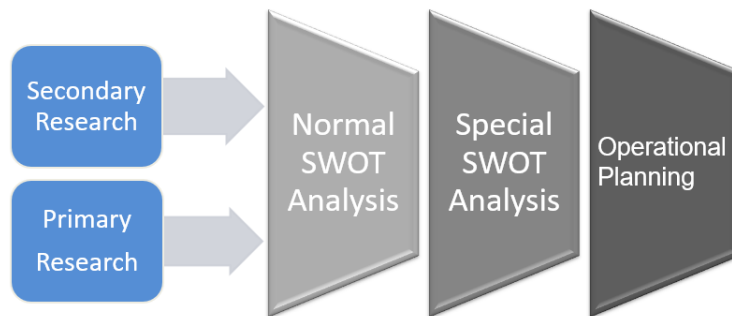 Secondary
Research
Primary
Research
Normal
SWOT
Analysis
Special
SWOT
Analysis
Operational
Planning